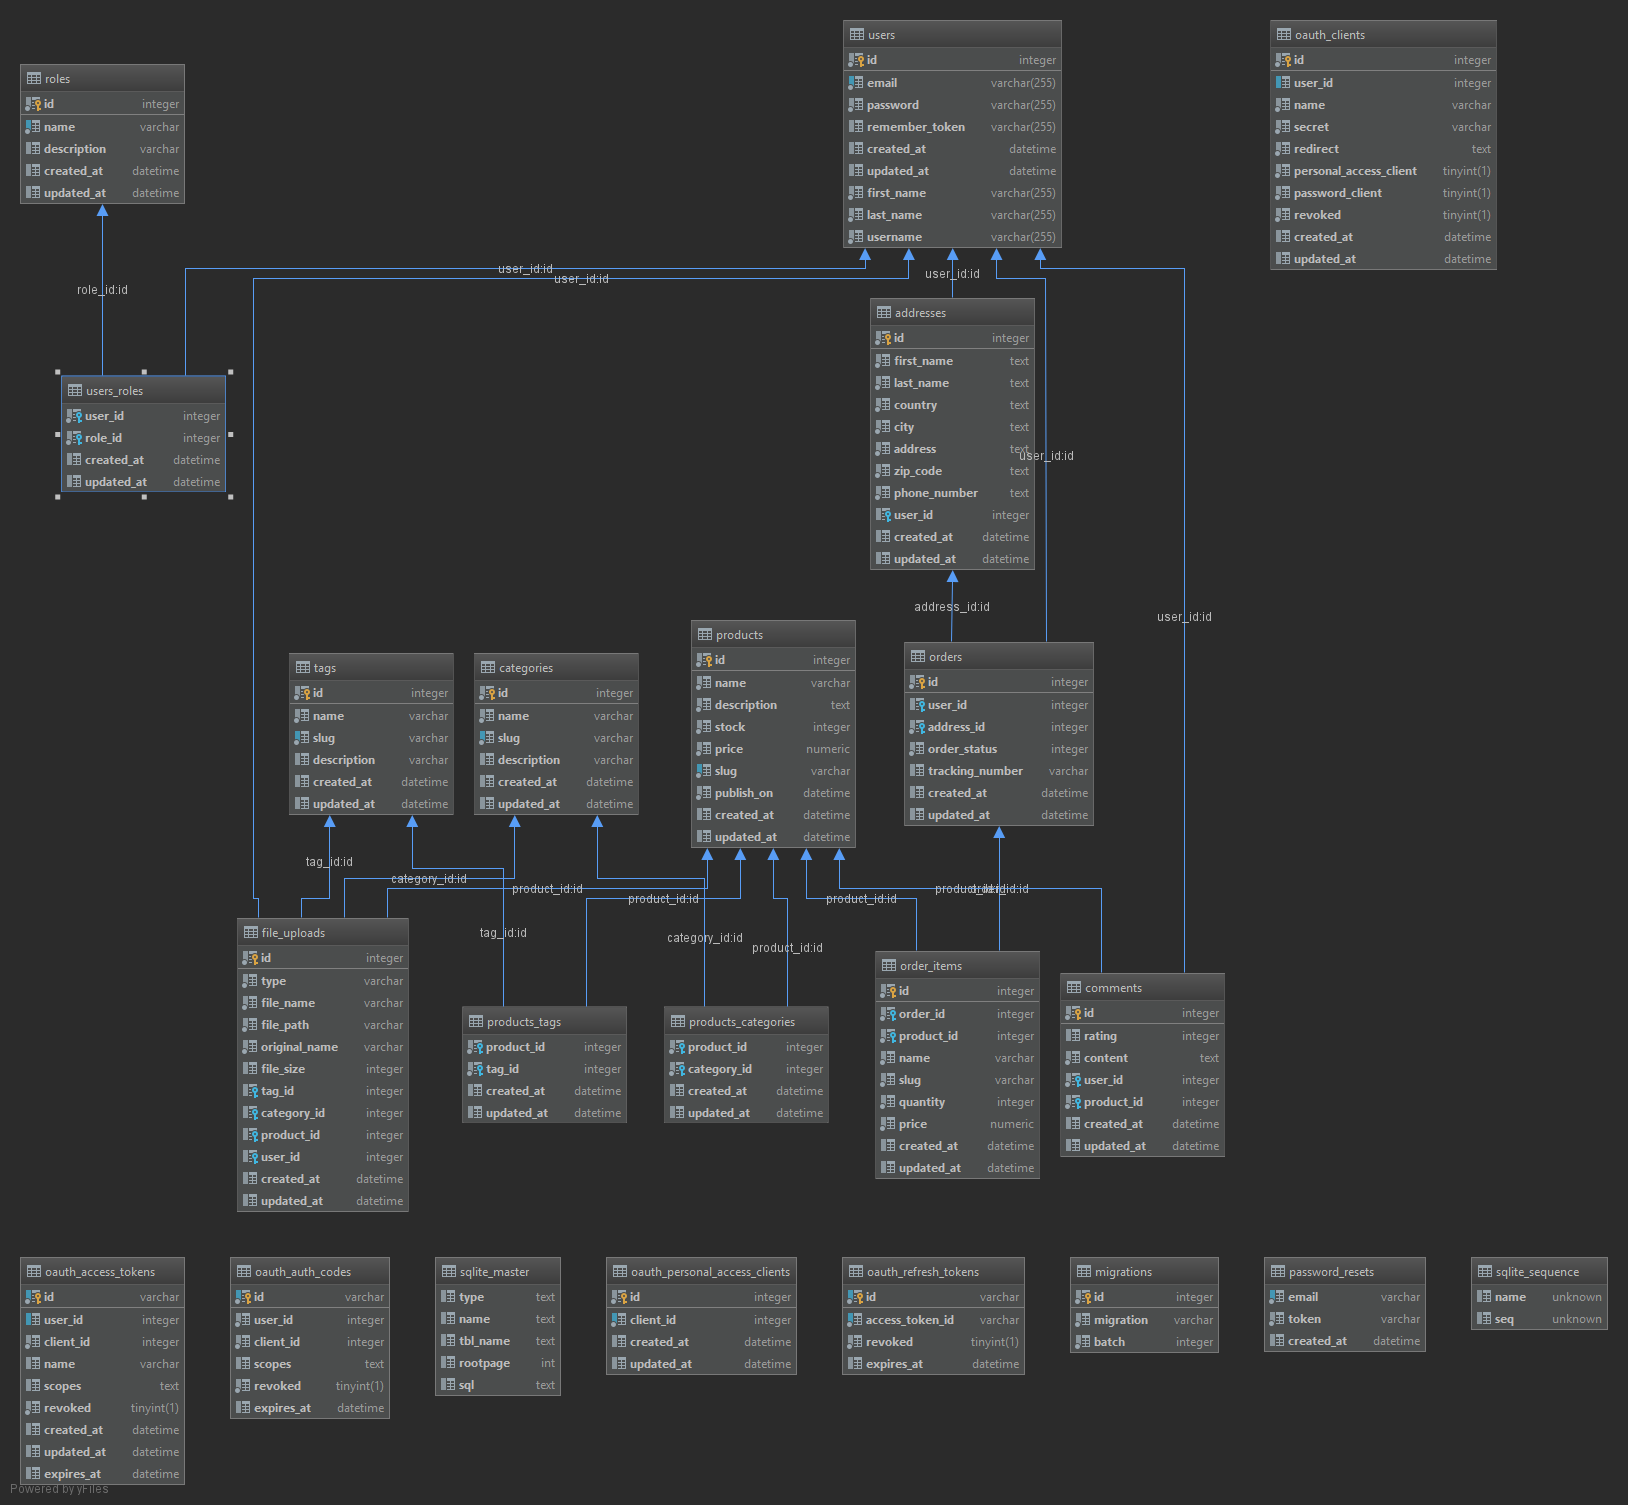 users
id integer
email varchar(255)
password varchar(255)
remember_token varchar(255)
created_at datetime
updated_at datetime
first_name varchar(255)
last_name varchar(255)
username varchar(255)
oauth_clients
id integer
user_id integer
name varchar
secret varchar
redirect text
personal_access_client tinyint(1)
password_client tinyint(1)
revoked tinyint(1)
created_at datetime
updated_at datetime
roles
id integer
name varchar
description varchar
created_at datetime
updated_at datetime
user_id:id
user_id:id
user_id:id
role_id:id
addresses
id integer
first_name text
last_name text
country text
city text
address text
zip_code text
phone_number text
user_id integer
created_at datetime
updated_at datetime
user_id:id
users_roles
user_id integer
role_id integer
created_at datetime
updated_at datetime
address_id:id
user_id:id
tags
id integer
name varchar
slug varchar
description varchar
created_at datetime
updated_at datetime
categories
id integer
name varchar
slug varchar
description varchar
created_at datetime
updated_at datetime
products
id integer
name varchar
description text
stock integer
price numeric
slug varchar
publish_on datetime
created_at datetime
updated_at datetime
orders
id integer
user_id integer
address_id integer
order_status integer
tracking_number varchar
created_at datetime
updated_at datetime
tag_id:id
category_id:id
product_id:id
product_id:id
product_id:id
product_id:id
order_id:id
tag_id:id
category_id:id
product_id:id
file_uploads
id integer
type varchar
file_name varchar
file_path varchar
original_name varchar
file_size integer
tag_id integer
category_id integer
product_id integer
user_id integer
created_at datetime
updated_at datetime
products_tags
product_id integer
tag_id integer
created_at datetime
updated_at datetime
products_categories
product_id integer
category_id integer
created_at datetime
updated_at datetime
order_items
id integer
order_id integer
product_id integer
name varchar
slug varchar
quantity integer
price numeric
created_at datetime
updated_at datetime
comments
id integer
rating integer
content text
user_id integer
product_id integer
created_at datetime
updated_at datetime
oauth_access_tokens
id varchar
user_id integer
client_id integer
name varchar
scopes text
revoked tinyint(1)
created_at datetime
updated_at datetime
expires_at datetime
oauth_auth_codes
id varchar
user_id integer
client_id integer
scopes text
revoked tinyint(1)
expires_at datetime
sqlite_master
type text
name text
tbl_name text
rootpage int
sql text
oauth_personal_access_clients
id integer
client_id integer
created_at datetime
updated_at datetime
oauth_refresh_tokens
id varchar
access_token_id varchar
revoked tinyint(1)
expires_at datetime
migrations
id integer
migration varchar
batch integer
password_resets
email varchar
token varchar
created_at datetime
sqlite_sequence
name unknown
seq unknown
Powered by yFiles